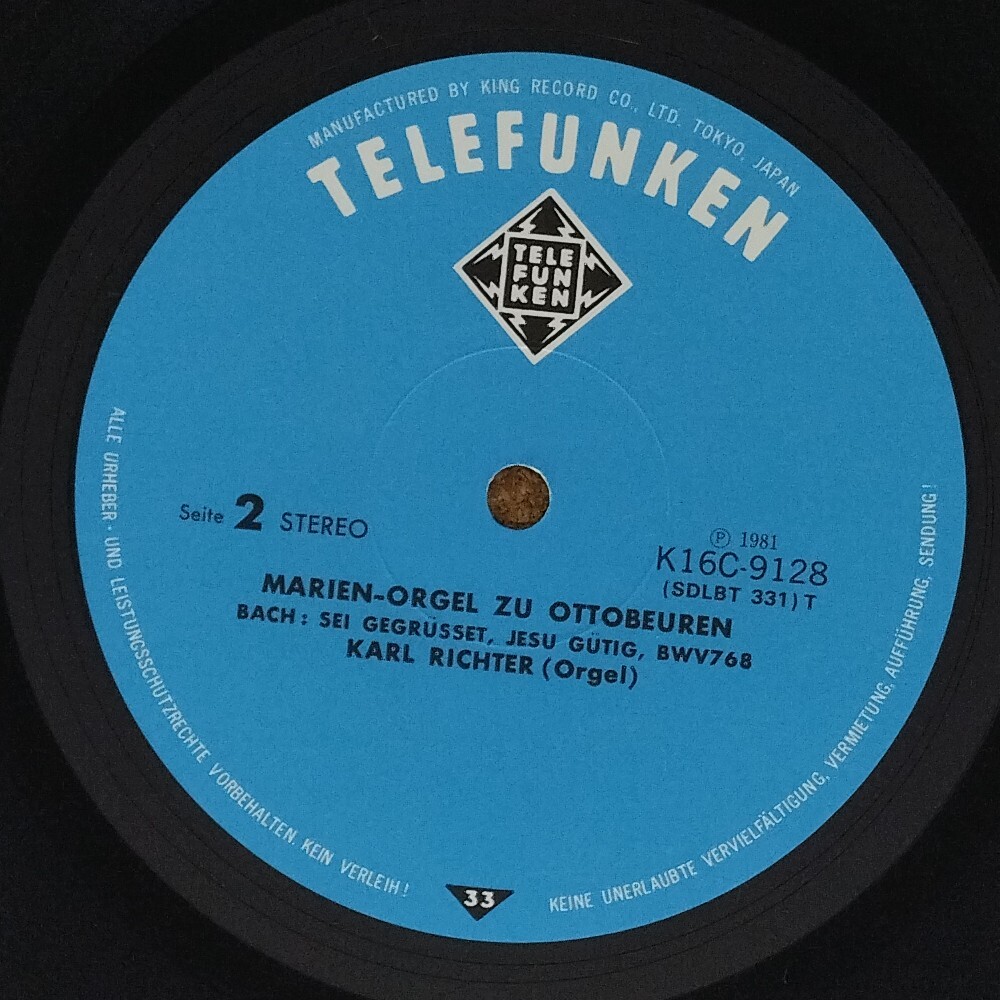 MANUFACTURED BY KING RECORD CO., LTD. TOKYO, JAPAN
TELEFUNKEN
TELE
FUN
KEN
Seite 2 STEREO
Ⓟ 1981
K16C-9128
(SDLBT 331) T
MARIEN-ORGEL ZU OTTOBEUREN
BACH : SEI GEGRÜSSET, JESU GÜTIG, BWV768
KARL RICHTER (Orgel)
ALLE URHEBER- UND LEISTUNGSSCHUTZRECHTE VORBEHALTEN. KEIN VERLEIH!
33
KEINE UNERLAUBTE VERVIELFÄLTIGUNG, VERMIETUNG, AUFFÜHRUNG, SENDUNG!